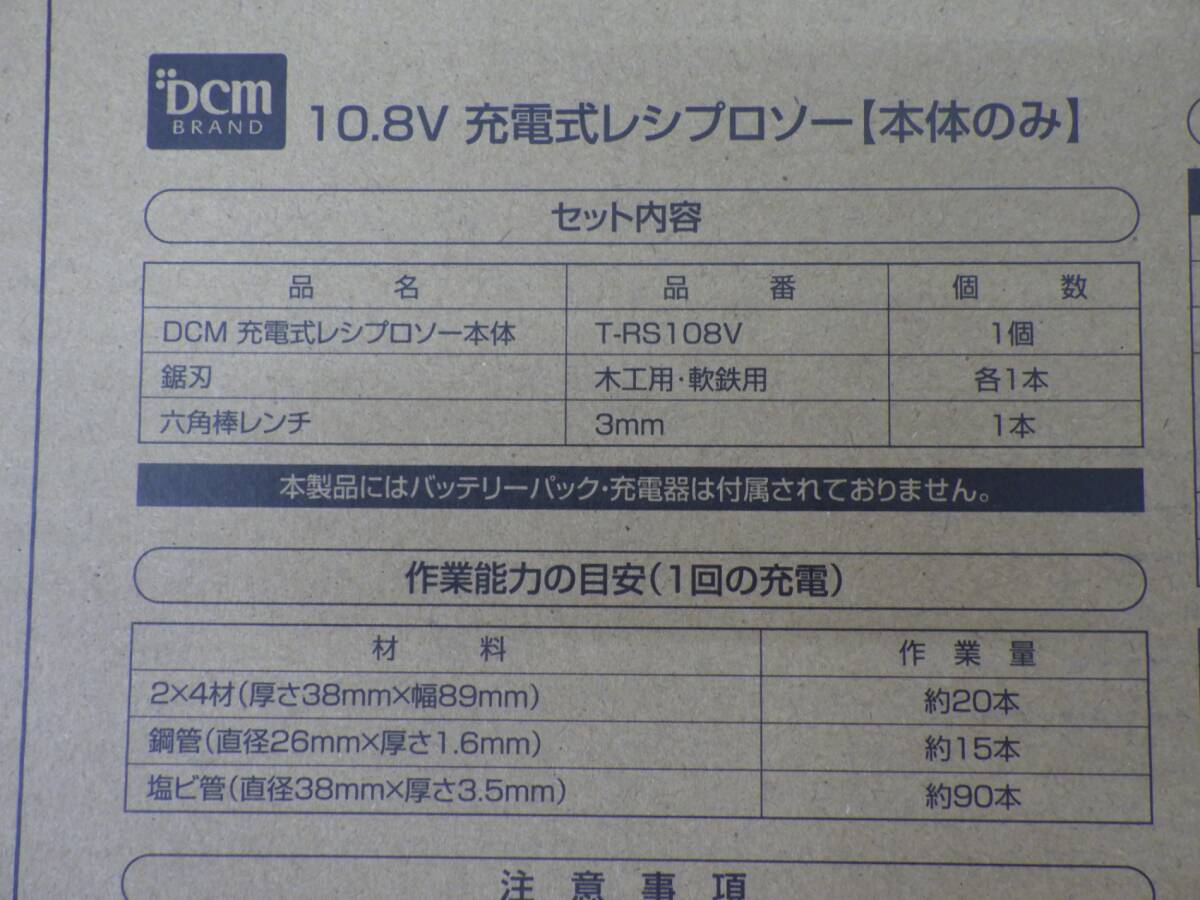 DCM
BRAND
10.8V 充電式レシプロソー【本体のみ】
セット内容
品 名 品 番 個 数
DCM 充電式レシプロソー本体 T-RS108V 1個
鋸刃 木工用・軟鉄用 各1本
六角棒レンチ 3mm 1本
本製品にはバッテリーパック・充電器は付属されておりません。
作業能力の目安(1回の充電)
材 料 作 業 量
2×4材(厚さ38mm×幅89mm) 約20本
鋼管(直径26mm×厚さ1.6mm) 約15本
塩ビ管(直径38mm×厚さ3.5mm) 約90本
注 意 事 項